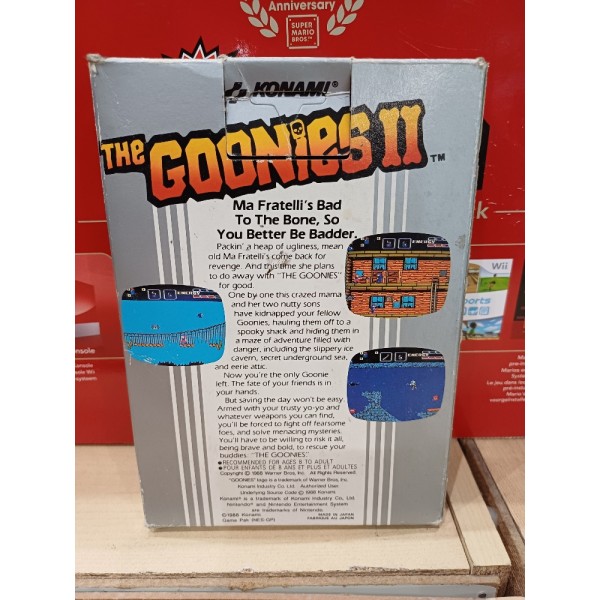 Anniversary
SUPER
MARIO
BROS.™
KONAMI®
THE GOONIES II ™
Ma Fratelli's Bad
To The Bone, So
You Better Be Badder.
Packin' a heap of ugliness, mean
old Ma Fratelli's come back for
revenge. And this time she plans
to do away with "THE GOONIES"
for good.
One by one this crazed mama
and her two nutty sons
have kidnapped your fellow
Goonies, hauling them off to a
spooky shack and hiding them in
a maze of adventure filled with
danger, including the slippery ice
cavern, secret underground sea,
and eerie attic.
Now you're the only Goonie
left. The fate of your friends is in
your hands.
But saving the day won't be easy.
Armed with your trusty yo-yo and
whatever weapons you can find,
you'll be forced to fight off fearsome
foes, and solve menacing mysteries.
You'll have to be willing to risk it all,
being brave and bold, to rescue your
buddies. "THE GOONIES"
●RECOMMENDED FOR AGES 8 TO ADULT
●POUR ENFANTS DE 8 ANS ET PLUS ET ADULTES
Copyright © 1988 Warner Bros., Inc. All Rights Reserved.
"GOONIES" logo is a trademark of Warner Bros., Inc.
Konami Industry Co. Ltd. Authorized User.
Underlying Source Code © 1988 Konami.
Konami® is a trademark of Konami Industry Co., Ltd.
Nintendo® and Nintendo Entertainment System
are trademarks of Nintendo.
©1988 Konami
Game Pak (NES-GP)
MADE IN JAPAN
FABRIQUE AU JAPON
ENERGY
ENERGY
ENERGY
Wii